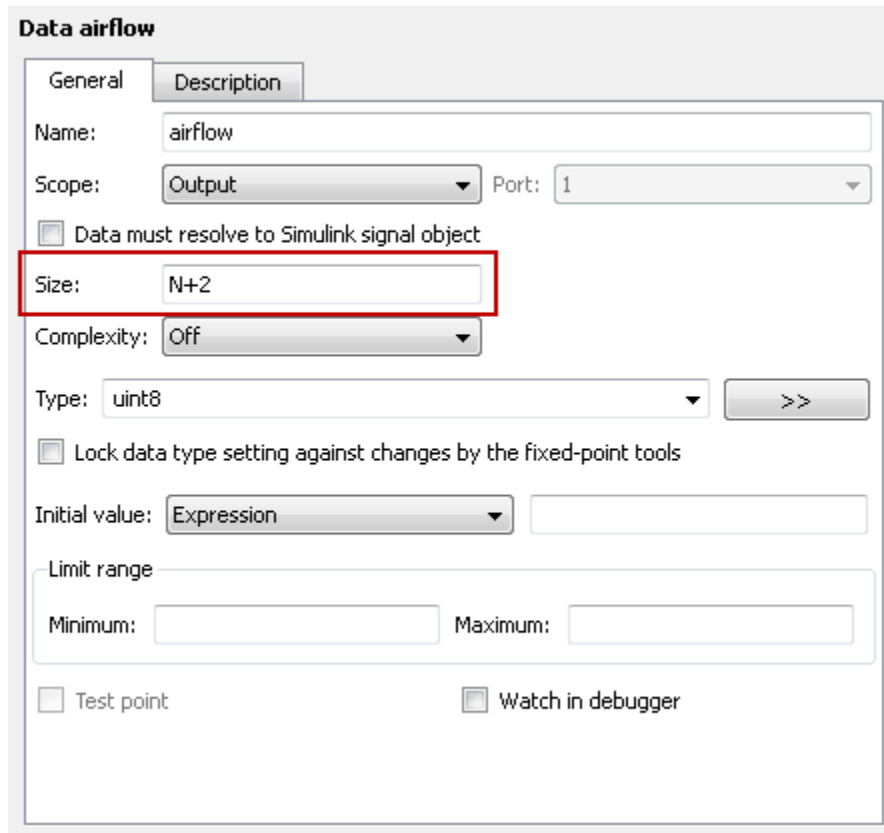 Data airflow
General Description
Name: airflow
Scope: Output Port: 1
Data must resolve to Simulink signal object
Size: N+2
Complexity: Off
Type: uint8 >>
Lock data type setting against changes by the fixed-point tools
Initial value: Expression
Limit range
Minimum: Maximum:
Test point Watch in debugger